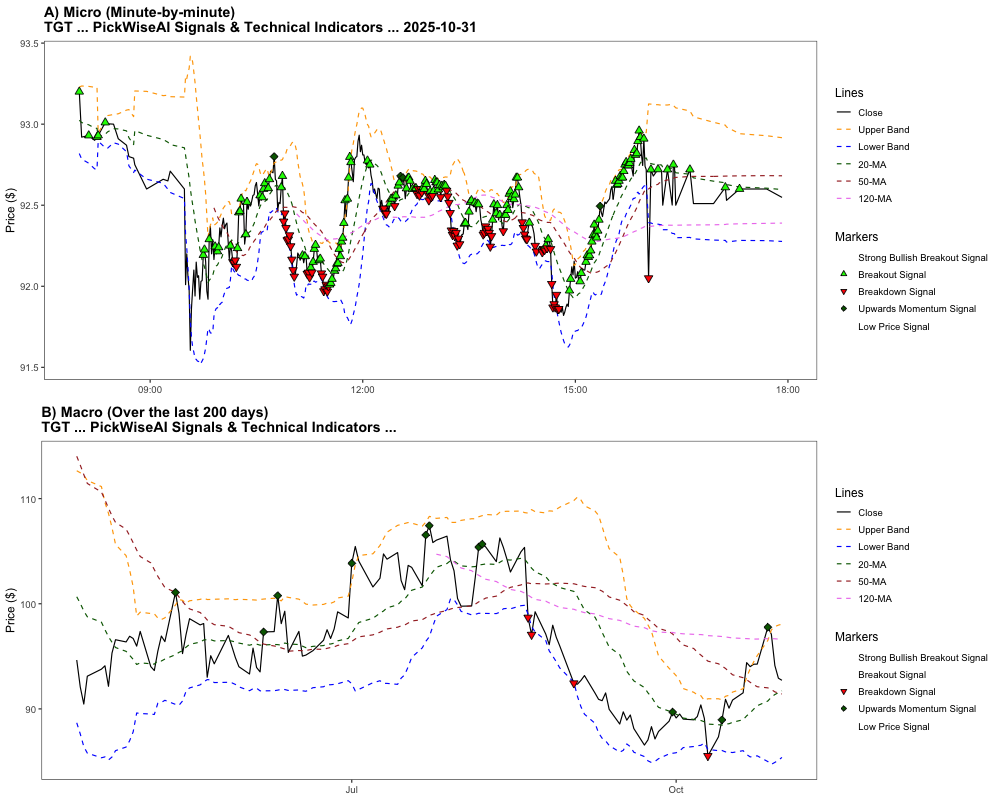 A) Micro (Minute-by-minute)
TGT ... PickWiseAI Signals & Technical Indicators ... 2025-10-31
93.5
93.0
92.5
92.0
91.5
Price ($)
09:00
12:00
15:00
18:00
Lines
Close
Upper Band
Lower Band
20-MA
50-MA
120-MA
Markers
Strong Bullish Breakout Signal
Breakout Signal
Breakdown Signal
Upwards Momentum Signal
Low Price Signal
B) Macro (Over the last 200 days)
TGT ... PickWiseAI Signals & Technical Indicators ...
110
100
90
Price ($)
Jul
Oct
Lines
Close
Upper Band
Lower Band
20-MA
50-MA
120-MA
Markers
Strong Bullish Breakout Signal
Breakout Signal
Breakdown Signal
Upwards Momentum Signal
Low Price Signal